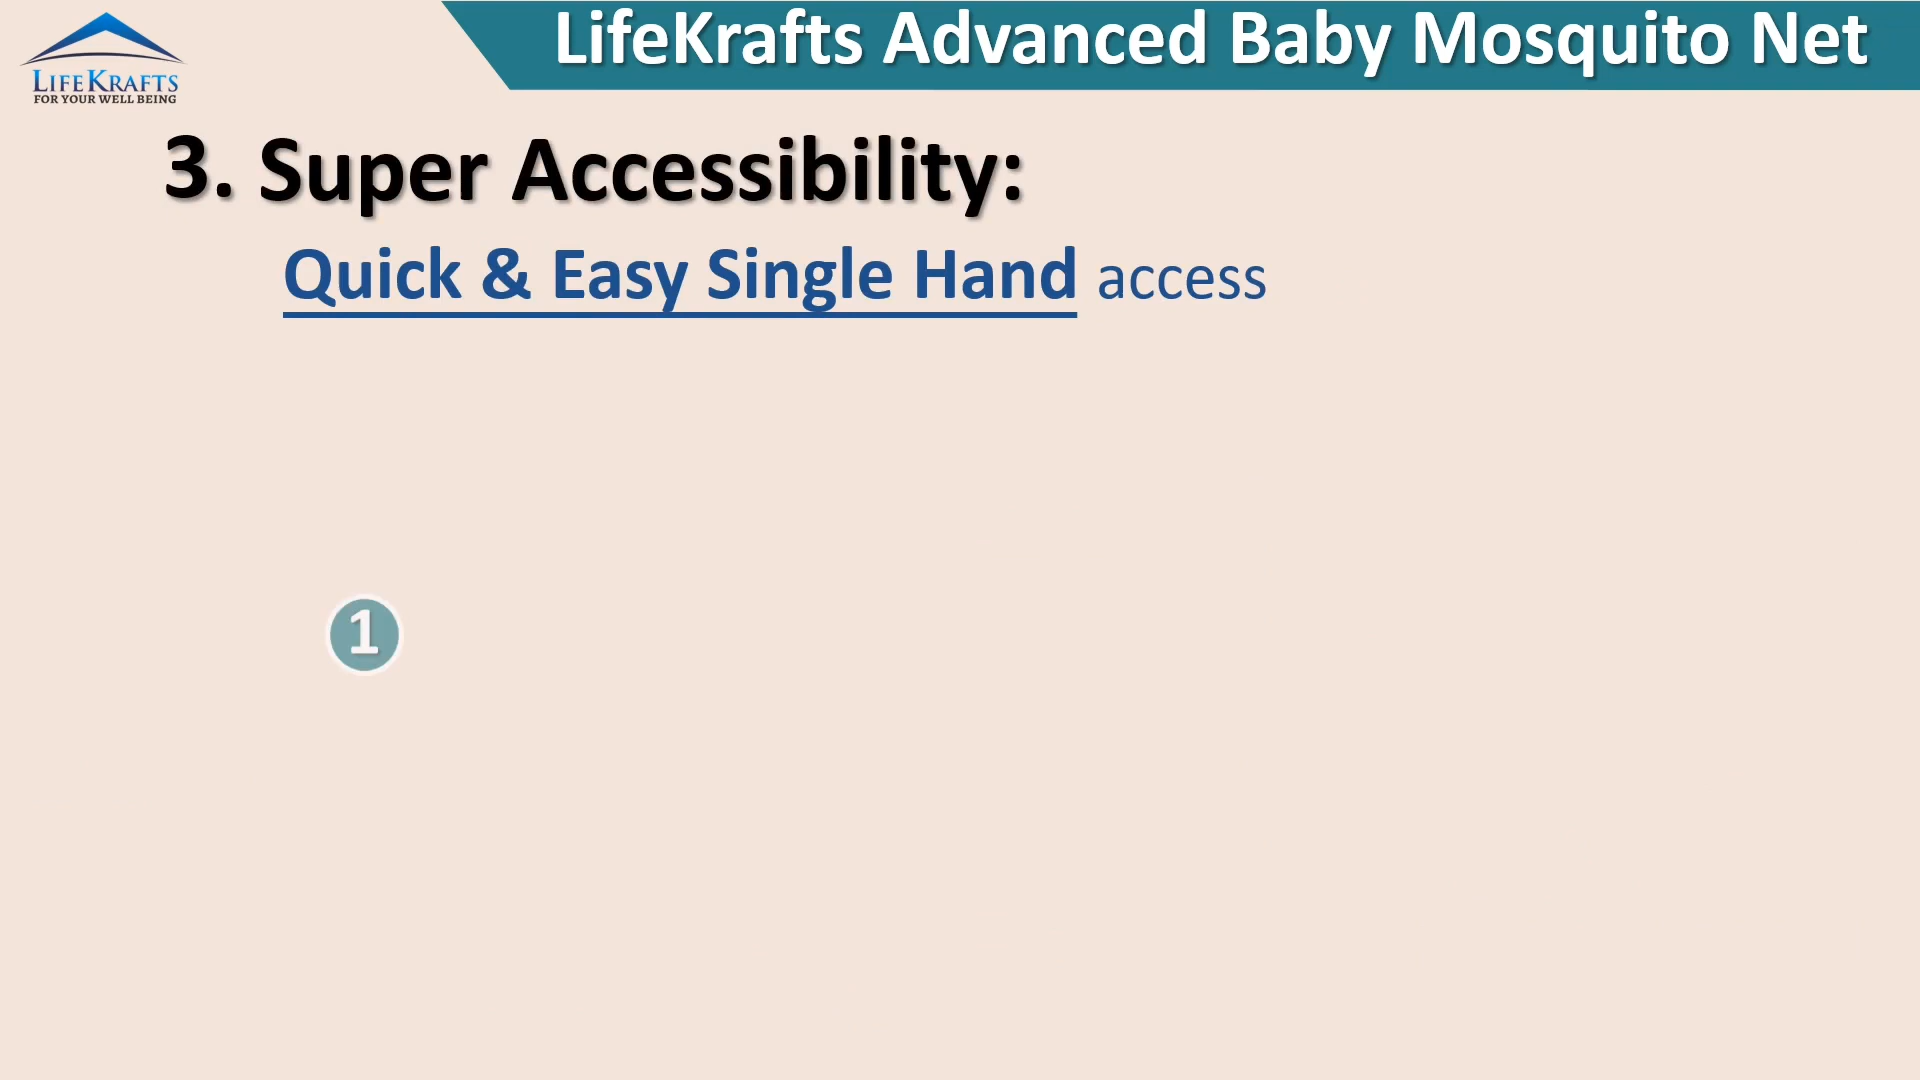 LifeKrafts Advanced Baby Mosquito Net
LIFEKRAFTS
FOR YOUR WELL BEING
3. Super Accessibility:
Quick & Easy Single Hand access
1